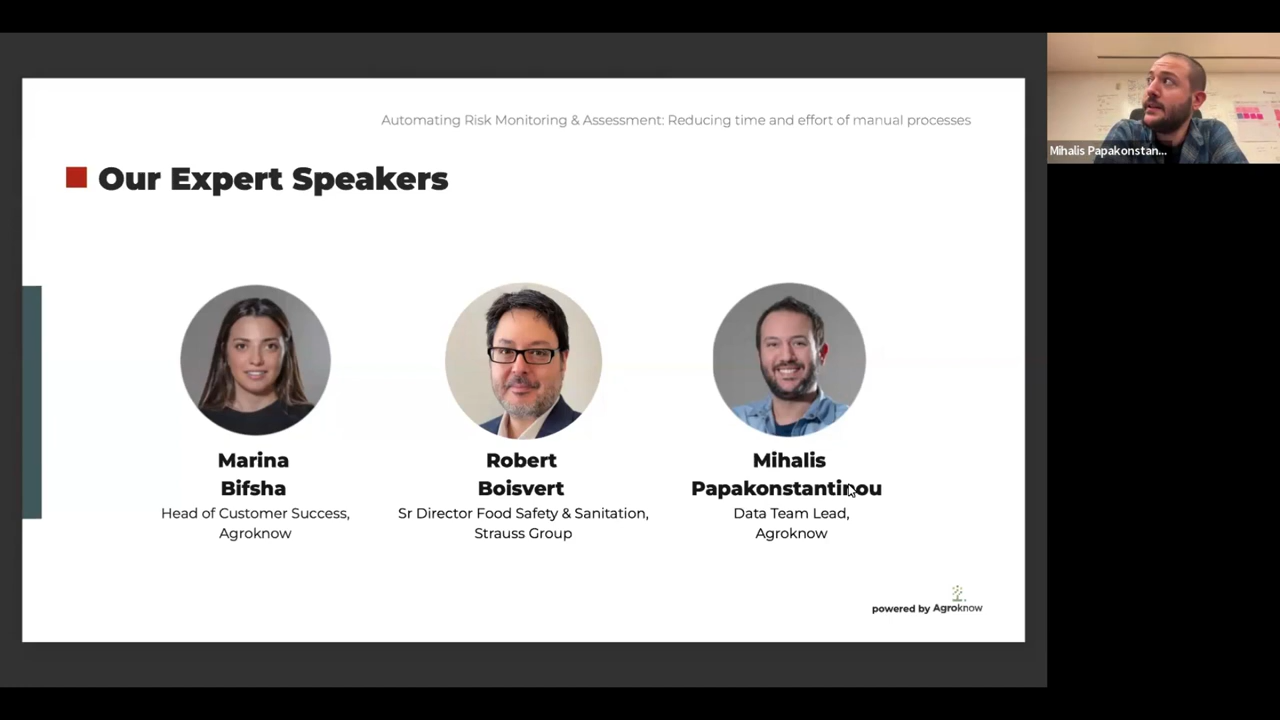 Automating Risk Monitoring & Assessment: Reducing time and effort of manual processes
Our Expert Speakers
Marina
Bifsha
Head of Customer Success,
Agroknow
Robert
Boisvert
Sr Director Food Safety & Sanitation,
Strauss Group
Mihalis
Papakonstantinou
Data Team Lead,
Agroknow
powered by Agroknow
Mihalis Papakonstan...